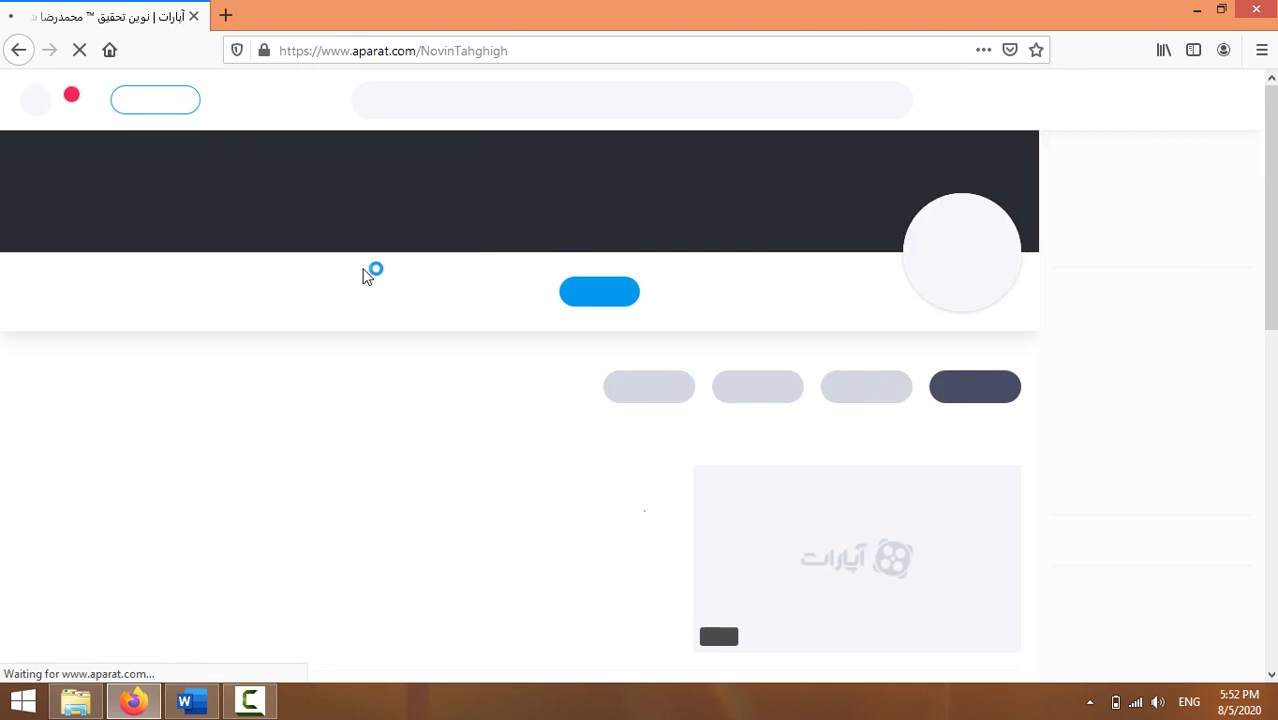 آپارات | نوین تحقیق ™ محمدرضا
https://www.aparat.com/NovinTahghigh
آپارات
Waiting for www.aparat.com...
ENG
5:52 PM
8/5/2020